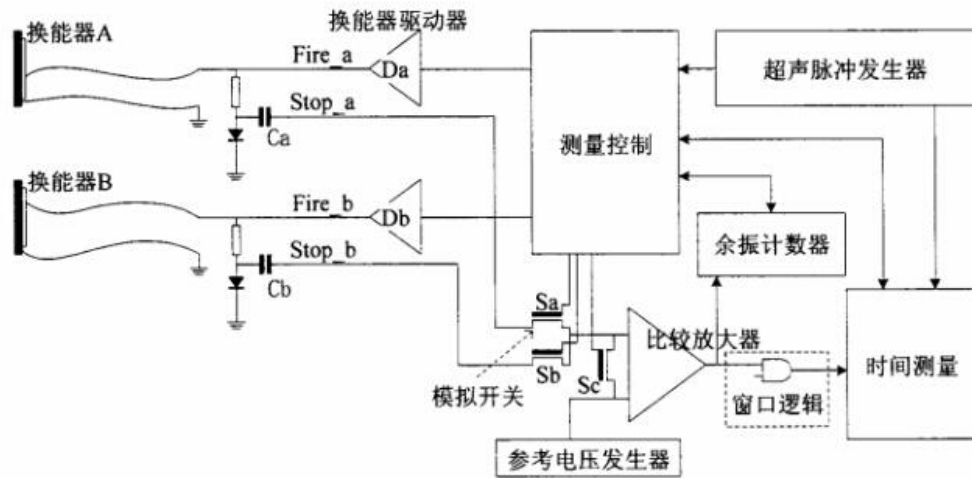 换能器A
换能器驱动器
Fire_a
Da
超声脉冲发生器
Stop_a
Ca
测量控制
换能器B
Fire_b
Db
余振计数器
Stop_b
Cb
Sa
比较放大器
Sb
Sc
模拟开关
窗口逻辑
时间测量
参考电压发生器